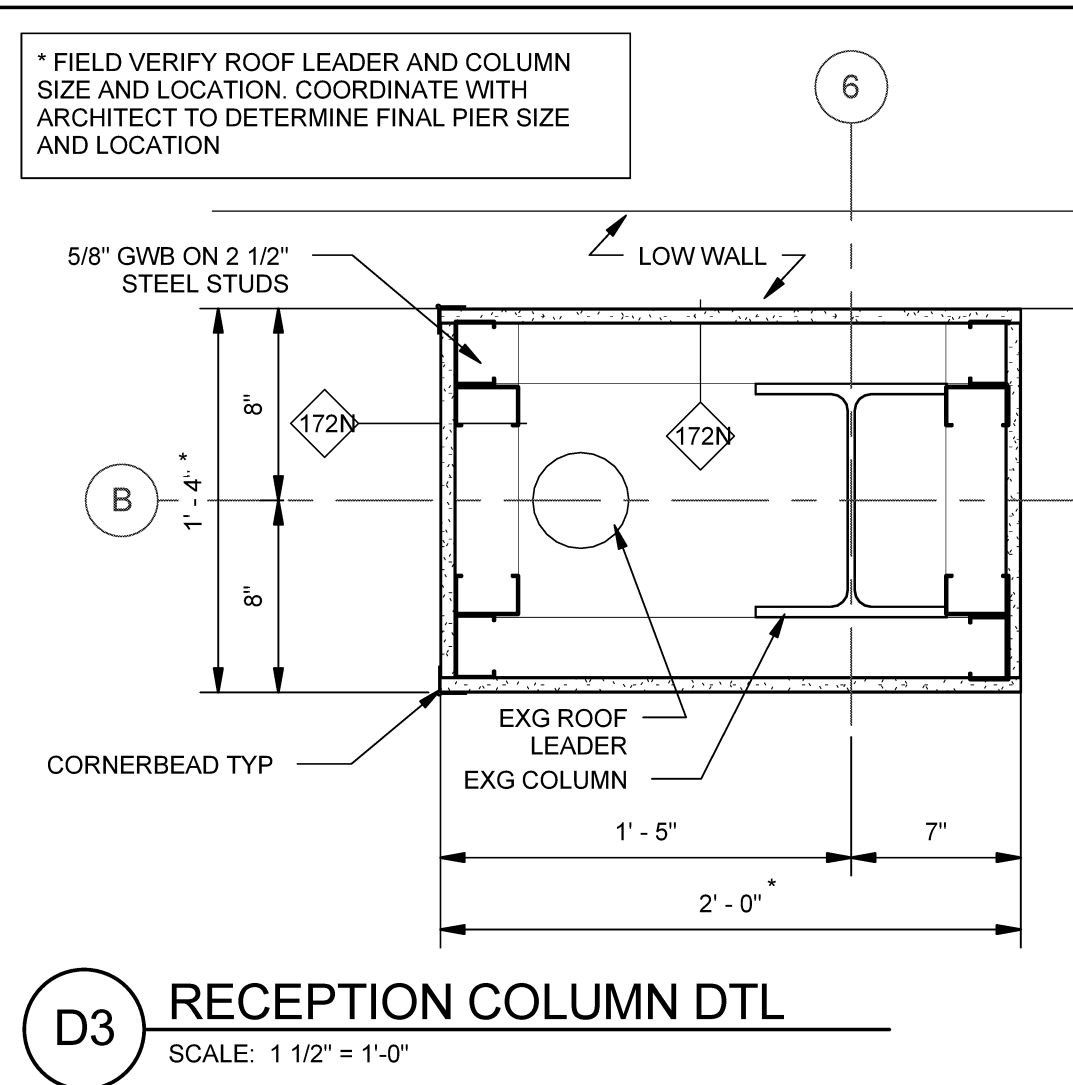 * FIELD VERIFY ROOF LEADER AND COLUMN
SIZE AND LOCATION. COORDINATE WITH
ARCHITECT TO DETERMINE FINAL PIER SIZE
AND LOCATION
6
5/8" GWB ON 2 1/2"
STEEL STUDS
LOW WALL
8"
172N
172N
B
1' - 4" *
8"
EXG ROOF
LEADER
CORNERBEAD TYP
EXG COLUMN
1' - 5"
7"
2' - 0" *
D3
RECEPTION COLUMN DTL
SCALE: 1 1/2" = 1'-0"